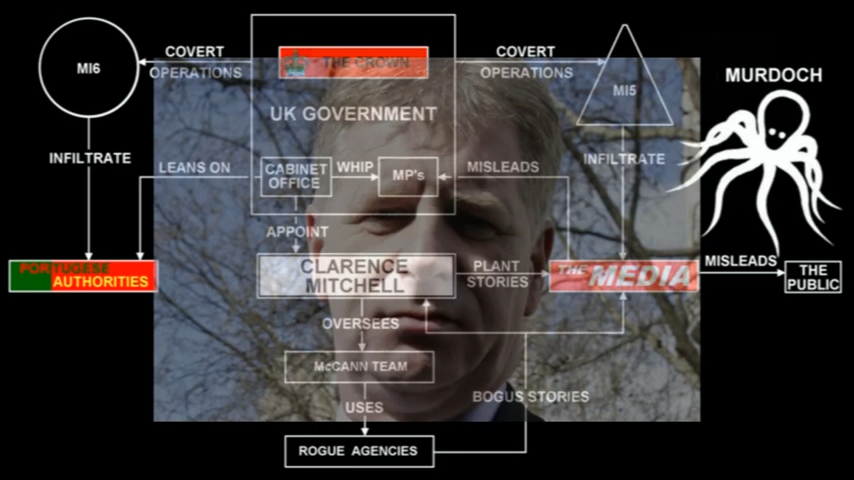 COVERT
OPERATIONS
THE CROWN
COVERT
OPERATIONS
MI6
MI5
MURDOCH
UK GOVERNMENT
INFILTRATE
INFILTRATE
LEANS ON
CABINET
OFFICE
WHIP
MP's
MISLEADS
APPOINT
PORTUGESE
AUTHORITIES
CLARENCE
MITCHELL
PLANT
STORIES
THE MEDIA
MISLEADS
THE
PUBLIC
OVERSEES
McCANN TEAM
USES
BOGUS STORIES
ROGUE AGENCIES